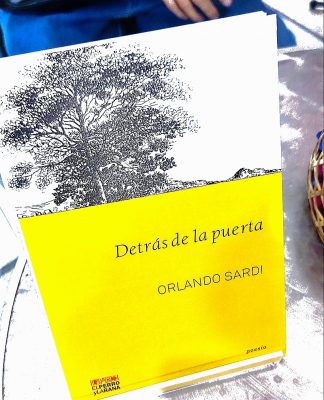 Detrás de la puerta
ORLANDO SARDI
poesía
EL PERRO
Y LA RANA